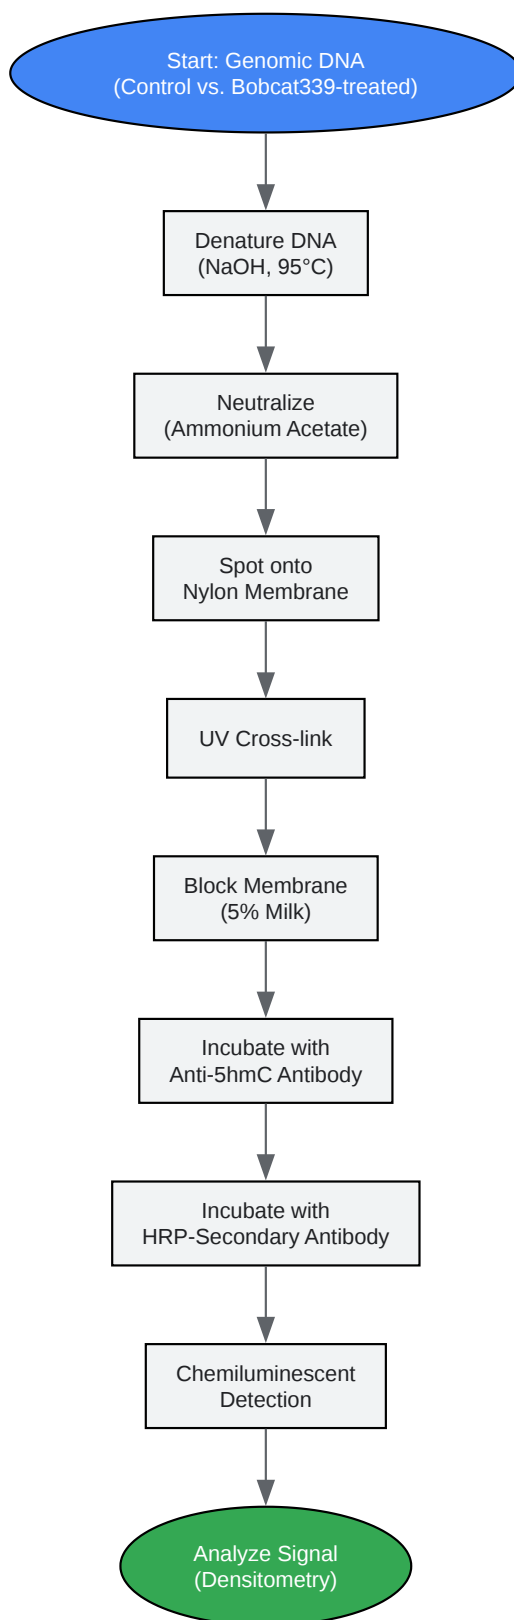 Start: Genomic DNA
(Control vs. Bobcat339-treated)
Denature DNA
(NaOH, 95°C)
Neutralize
(Ammonium Acetate)
Spot onto
Nylon Membrane
UV Cross-link
Block Membrane
(5% Milk)
Incubate with
Anti-5hmC Antibody
Incubate with
HRP-Secondary Antibody
Chemiluminescent
Detection
Analyze Signal
(Densitometry)